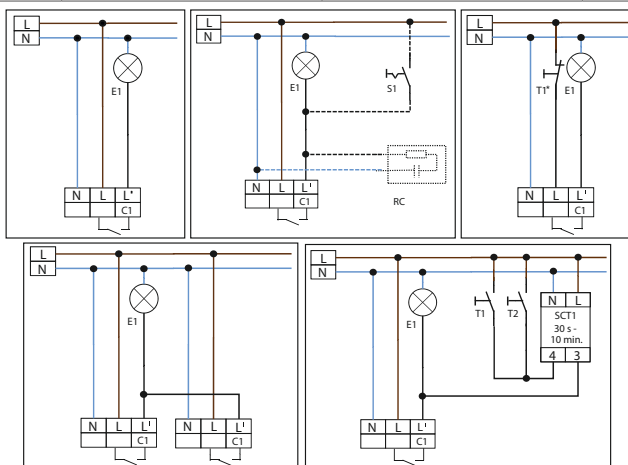 L
N
E1
N L L'
C1
L
N
E1
S1
RC
N L L'
C1
L
N
T1* E1
N L L'
C1
L
N
E1
N L L'
C1
N L L'
C1
L
N
E1
T1
T2
N L
SCT1
30 s -
10 min.
4 3
N L L'
C1